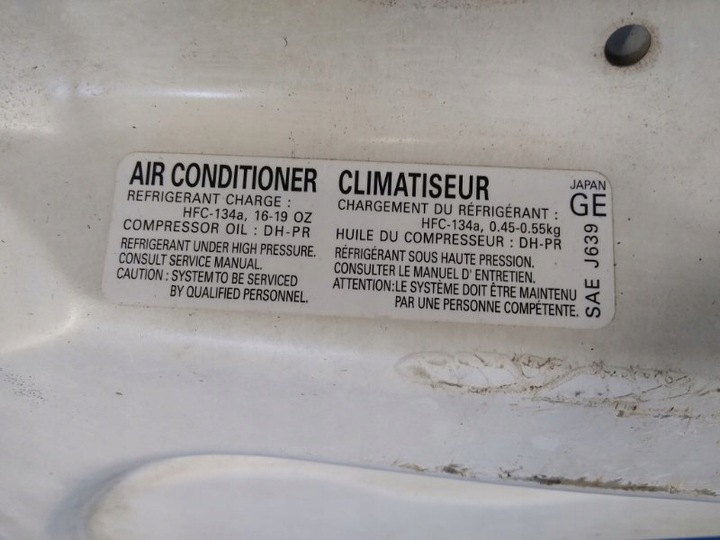 AIR CONDITIONER
REFRIGERANT CHARGE :
HFC-134a, 16-19 OZ
COMPRESSOR OIL : DH-PR
REFRIGERANT UNDER HIGH PRESSURE.
CONSULT SERVICE MANUAL.
CAUTION : SYSTEM TO BE SERVICED
BY QUALIFIED PERSONNEL.
CLIMATISEUR
CHARGEMENT DU RÉFRIGÉRANT :
HFC-134a, 0.45-0.55kg
HUILE DU COMPRESSEUR : DH-PR
RÉFRIGÉRANT SOUS HAUTE PRESSION.
CONSULTER LE MANUEL D' ENTRETIEN.
ATTENTION:LE SYSTÈME DOIT ÊTRE MAINTENU
PAR UNE PERSONNE COMPÉTENTE.
JAPAN
GE
SAE J639